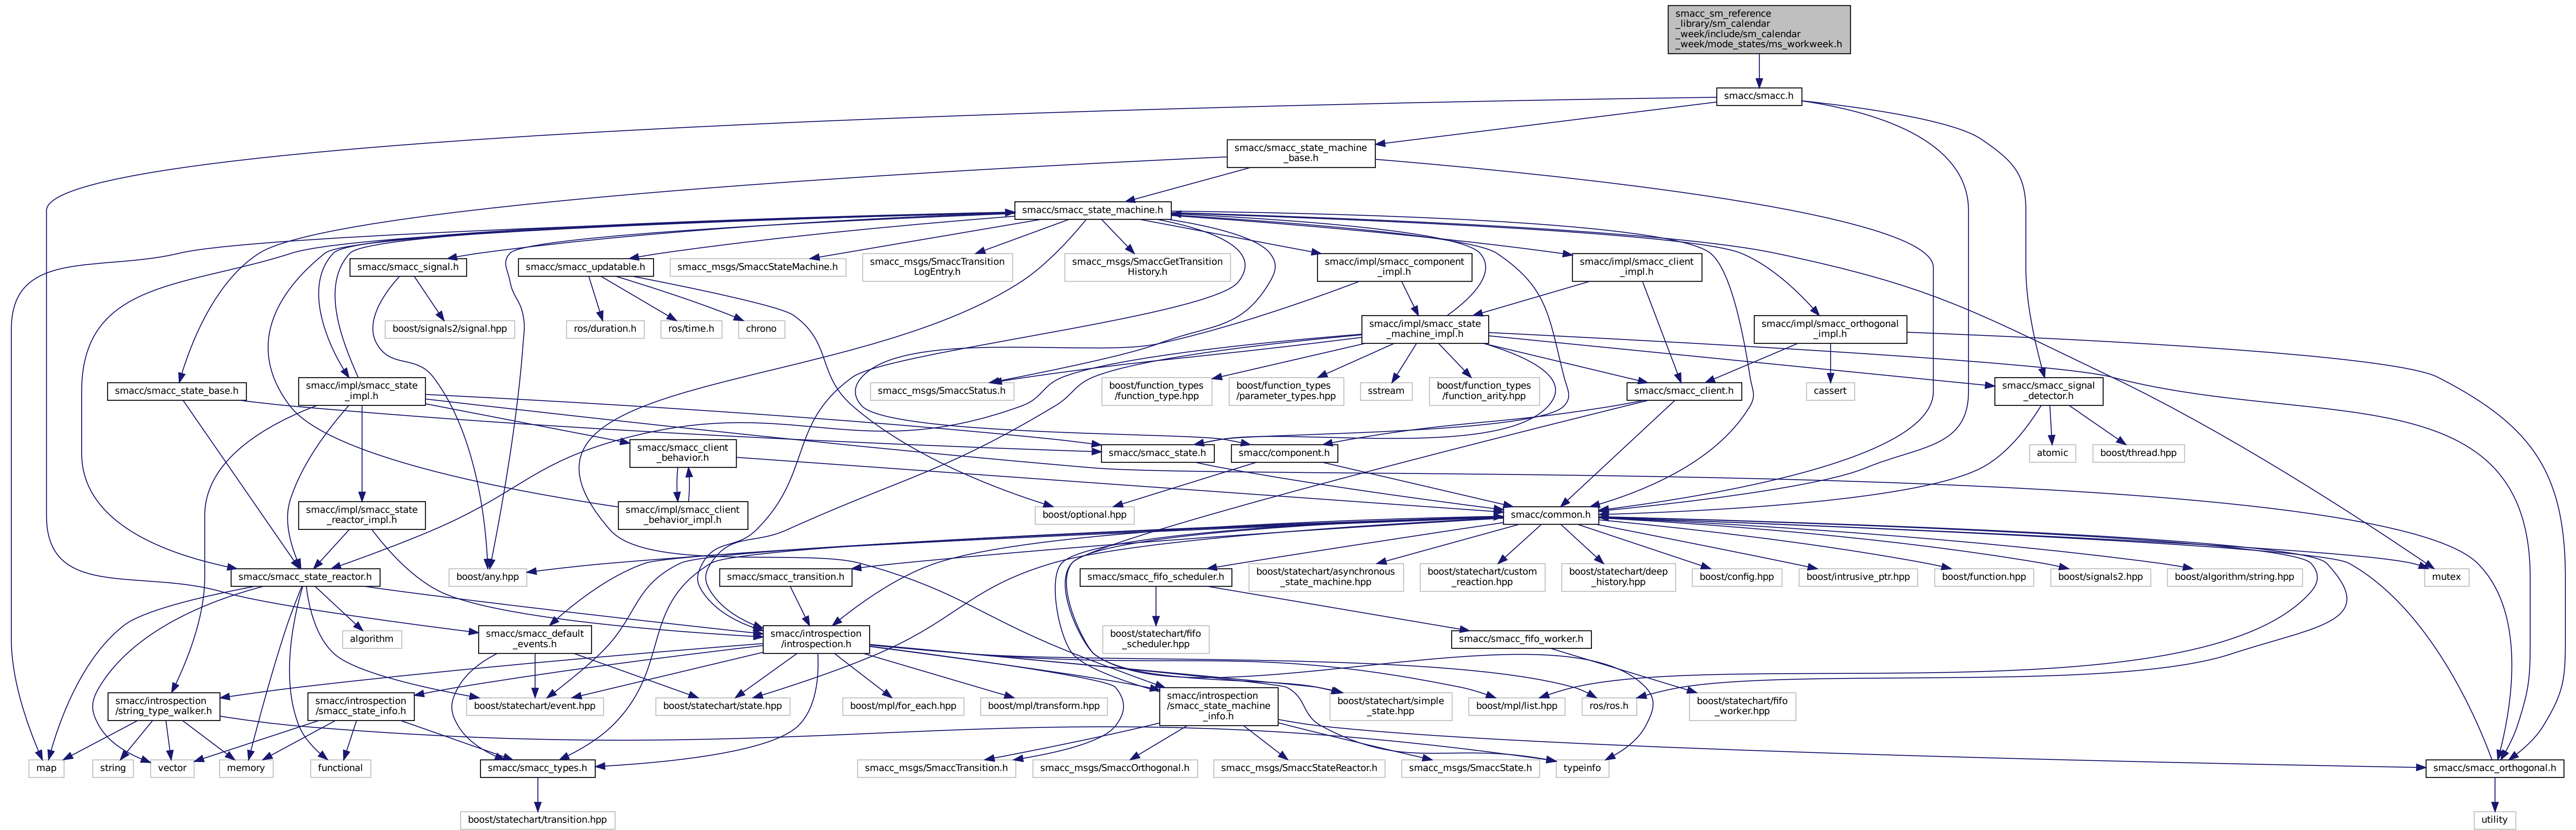 smacc_sm_reference
_library/sm_calendar
_week/include/sm_calendar
_week/mode_states/ms_workweek.h
smacc/smacc.h
smacc/smacc_state_machine
_base.h
smacc/smacc_state_machine.h
smacc/smacc_signal.h
smacc/smacc_updatable.h
smacc_msgs/SmaccStateMachine.h
smacc_msgs/SmaccTransition
LogEntry.h
smacc_msgs/SmaccGetTransition
History.h
smacc/impl/smacc_component
_impl.h
smacc/impl/smacc_client
_impl.h
boost/signals2/signal.hpp
ros/duration.h
ros/time.h
chrono
smacc/impl/smacc_state
_machine_impl.h
smacc/impl/smacc_orthogonal
_impl.h
smacc/smacc_state_base.h
smacc/impl/smacc_state
_impl.h
smacc_msgs/SmaccStatus.h
boost/function_types
/function_type.hpp
boost/function_types
/parameter_types.hpp
sstream
boost/function_types
/function_arity.hpp
smacc/smacc_client.h
cassert
smacc/smacc_signal
_detector.h
smacc/smacc_client
_behavior.h
smacc/smacc_state.h
smacc/component.h
atomic
boost/thread.hpp
smacc/impl/smacc_state
_reactor_impl.h
smacc/impl/smacc_client
_behavior_impl.h
boost/optional.hpp
smacc/common.h
smacc/smacc_state_reactor.h
boost/any.hpp
smacc/smacc_transition.h
smacc/smacc_fifo_scheduler.h
boost/statechart/asynchronous
_state_machine.hpp
boost/statechart/custom
_reaction.hpp
boost/statechart/deep
_history.hpp
boost/config.hpp
boost/intrusive_ptr.hpp
boost/function.hpp
boost/signals2.hpp
boost/algorithm/string.hpp
mutex
algorithm
smacc/smacc_default
_events.h
smacc/introspection
/introspection.h
boost/statechart/fifo
_scheduler.hpp
smacc/smacc_fifo_worker.h
smacc/introspection
/string_type_walker.h
smacc/introspection
/smacc_state_info.h
boost/statechart/event.hpp
boost/statechart/state.hpp
boost/mpl/for_each.hpp
boost/mpl/transform.hpp
smacc/introspection
/smacc_state_machine
_info.h
boost/statechart/simple
_state.hpp
boost/mpl/list.hpp
ros/ros.h
boost/statechart/fifo
_worker.hpp
map
string
vector
memory
functional
smacc/smacc_types.h
smacc_msgs/SmaccTransition.h
smacc_msgs/SmaccOrthogonal.h
smacc_msgs/SmaccStateReactor.h
smacc_msgs/SmaccState.h
typeinfo
smacc/smacc_orthogonal.h
boost/statechart/transition.hpp
utility